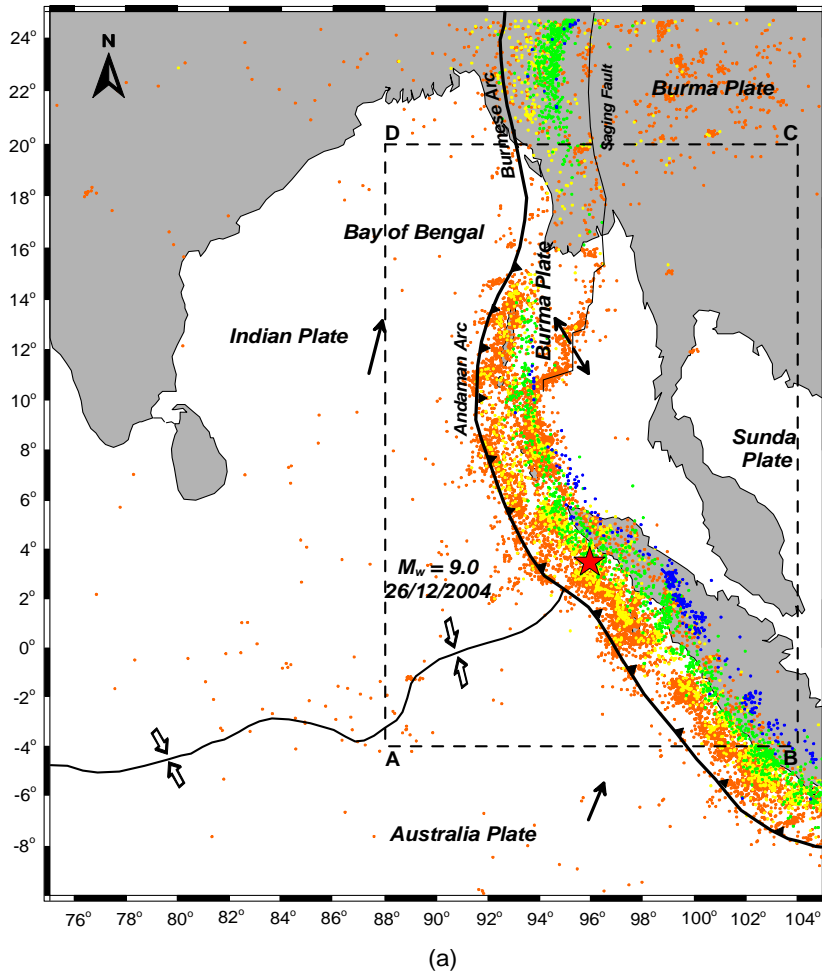 24°
22°
20°
18°
16°
14°
12°
10°
8°
6°
4°
2°
0°
-2°
-4°
-6°
-8°
N
Burmese Arc
Saging Fault
Burma Plate
D
C
Bay of Bengal
Burma Plate
Indian Plate
Andaman Arc
Sunda
Plate
Mw = 9.0
26/12/2004
A
B
Australia Plate
76°
78°
80°
82°
84°
86°
88°
90°
92°
94°
96°
98°
100°
102°
104°
(a)